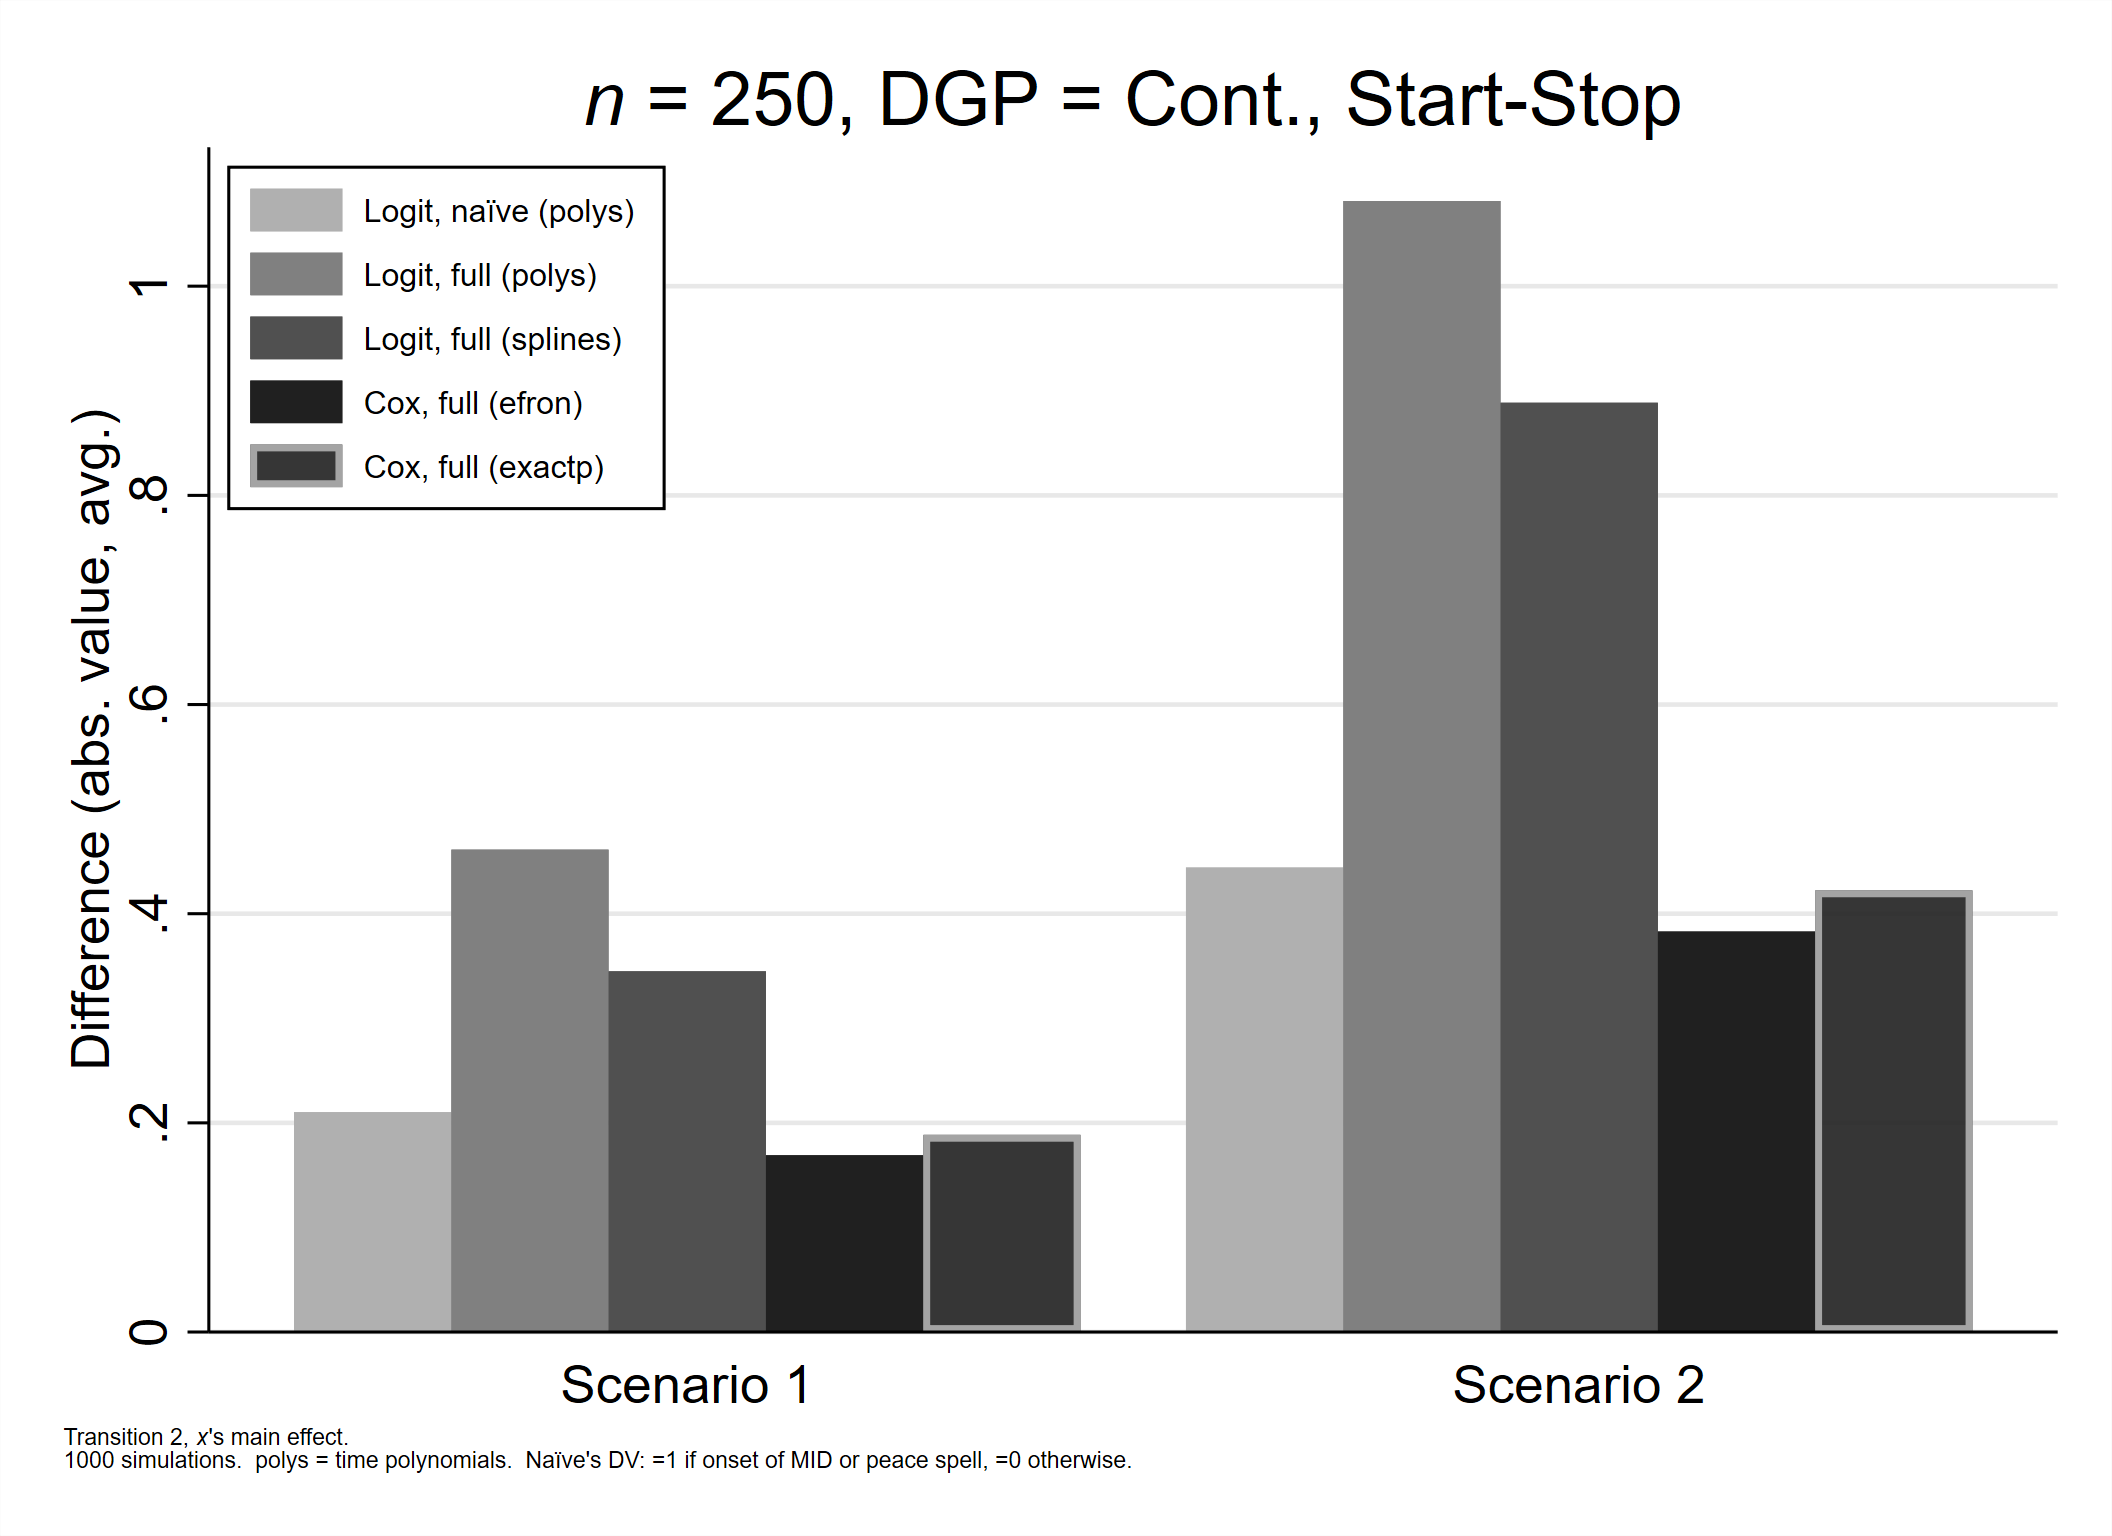 n = 250, DGP = Cont., Start-Stop
Logit, naïve (polys)
Logit, full (polys)
Logit, full (splines)
Cox, full (efron)
Cox, full (exactp)
Difference (abs. value, avg.)
1
.8
.6
.4
.2
0
Scenario 1
Scenario 2
Transition 2, x's main effect.
1000 simulations.  polys = time polynomials.  Naïve's DV: =1 if onset of MID or peace spell, =0 otherwise.